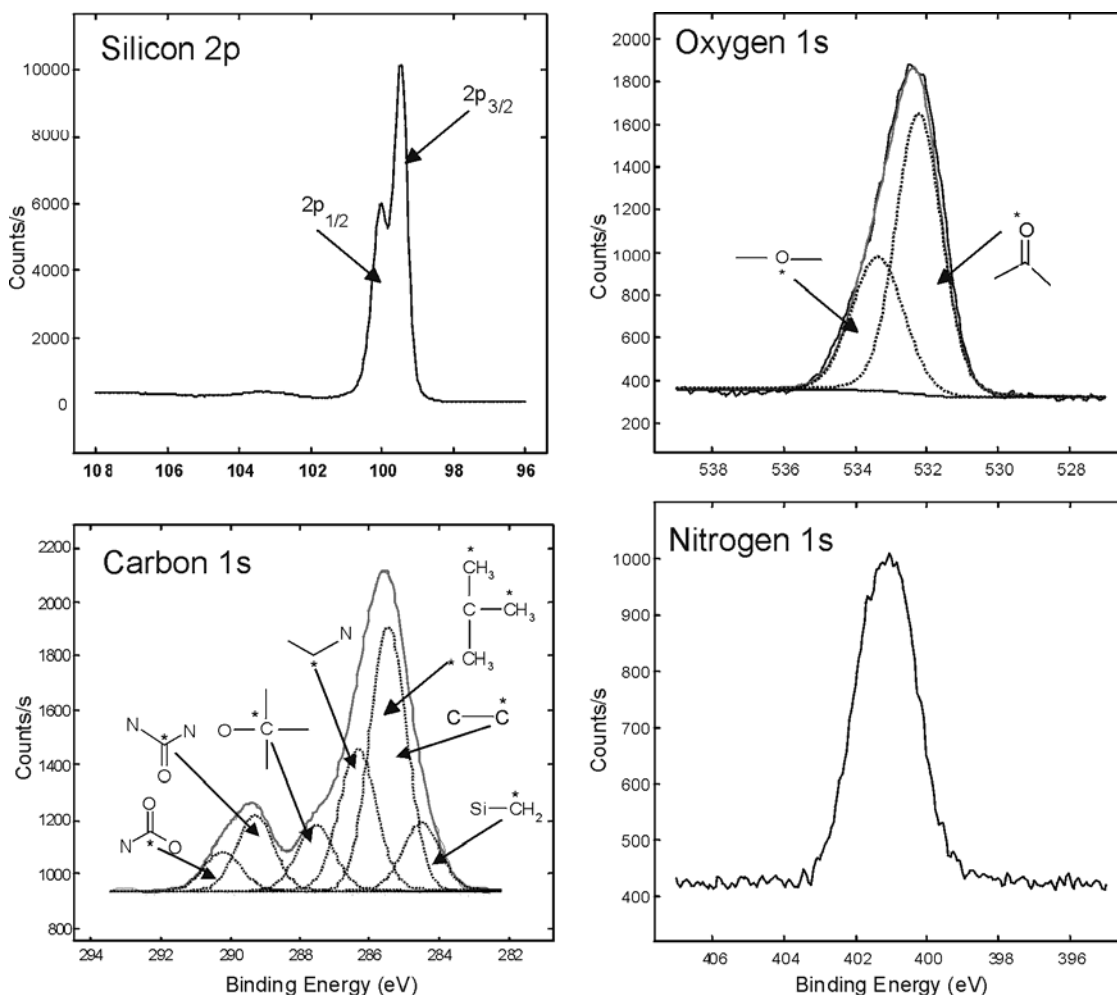 Silicon 2p
10000
8000
6000
4000
2000
0
Counts/s
2p3/2
2p1/2
108 106 104 102 100 98 96
Oxygen 1s
2000
1800
1600
1400
1200
1000
800
600
400
200
Counts/s
O
*
*
O
538 536 534 532 530 528
Carbon 1s
2200
2000
1800
1600
1400
1200
1000
800
Counts/s
*
CH3
*
C CH3
*
CH3
N
*
C C
*
O C
*
N N
*
O
O
N O
*
Si CH2
*
294 292 290 288 286 284 282
Binding Energy (eV)
Nitrogen 1s
1000
900
800
700
600
500
400
Counts/s
406 404 402 400 398 396
Binding Energy (eV)